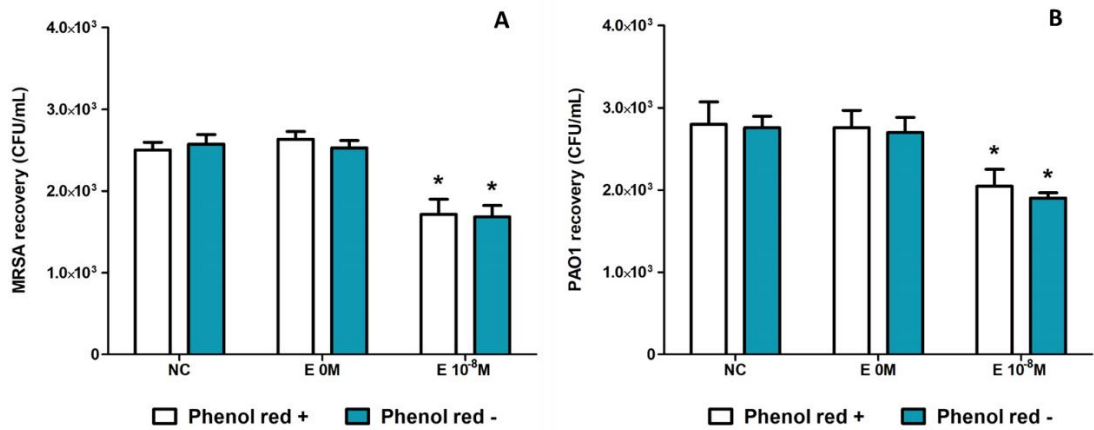 A
4.0×10³
3.0×10³
2.0×10³
1.0×10³
0
MRSA recovery (CFU/mL)
* *
NC E 0M E 10⁻⁸M
Phenol red + Phenol red -
B
4.0×10³
3.0×10³
2.0×10³
1.0×10³
0
PAO1 recovery (CFU/mL)
* *
NC E 0M E 10⁻⁸M
Phenol red + Phenol red -